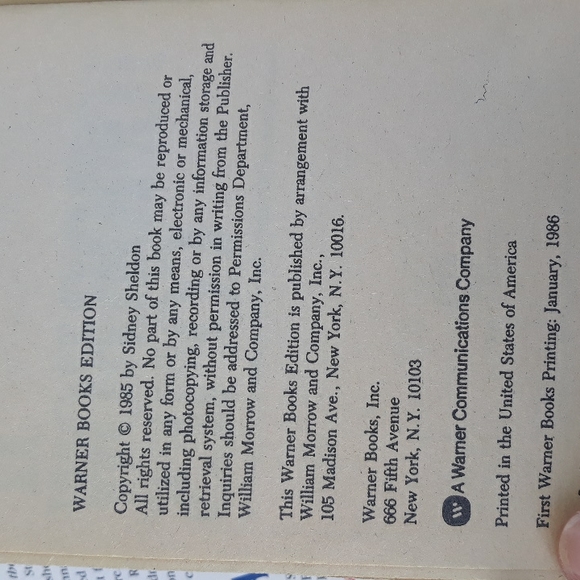 WARNER BOOKS EDITION
Copyright © 1985 by Sidney Sheldon
All rights reserved. No part of this book may be reproduced or
utilized in any form or by any means, electronic or mechanical,
including photocopying, recording or by any information storage and
retrieval system, without permission in writing from the Publisher.
Inquiries should be addressed to Permissions Department,
William Morrow and Company, Inc.
This Warner Books Edition is published by arrangement with
William Morrow and Company, Inc.,
105 Madison Ave., New York, N.Y. 10016.
Warner Books, Inc.
666 Fifth Avenue
New York, N.Y. 10103
W A Warner Communications Company
Printed in the United States of America
First Warner Books Printing: January, 1986